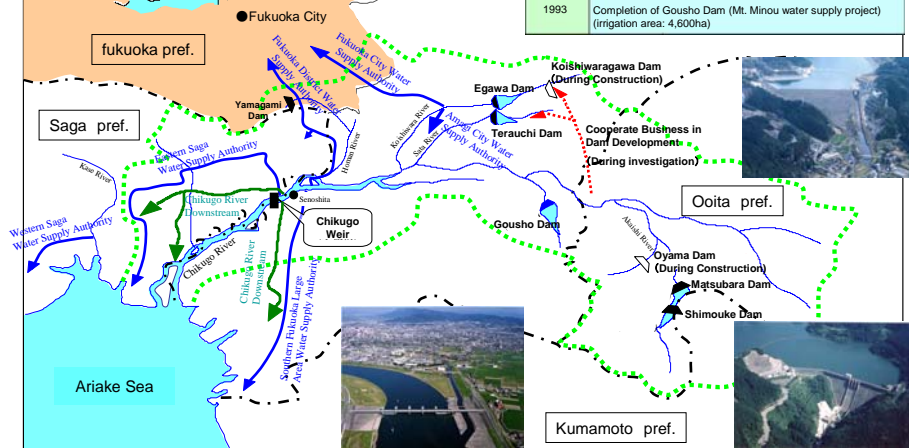 1993 Completion of Gousho Dam (Mt. Minou water supply project)
(irrigation area: 4,600ha)
Fukuoka City
fukuoka pref.
Fukuoka District Water
Supply Authority
Fukuoka City Water
Supply Authority
Koishiwaragawa Dam
(During Construction)
Egawa Dam
Yamagami
Dam
Saga pref.
Terauchi Dam
Cooperate Business in
Dam Development
(During investigation)
Koishiwara River
Sata River
Amagi City Water
Supply Authority
Homan River
Eastern Saga
Water Supply Authority
Kase River
Senoshita
Chikugo River
Downstream
Chikugo
Weir
Ooita pref.
Western Saga
Water Supply Authority
Gousho Dam
Akaishi River
Chikugo River
Chikugo River
Downstream
Oyama Dam
(During Construction)
Matsubara Dam
Shimouke Dam
Southern Fukuoka Large
Area Water Supply Authority
Ariake Sea
Kumamoto pref.